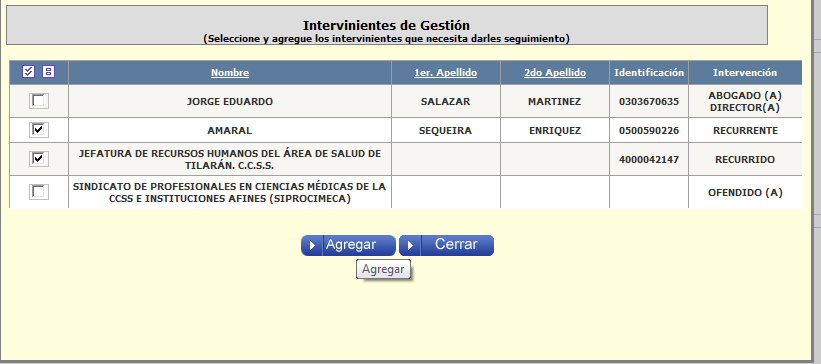 Intervinientes de Gestión
(Seleccione y agregue los intervinientes que necesita darles seguimiento)
Nombre 1er. Apellido 2do Apellido Identificación Intervención
JORGE EDUARDO SALAZAR MARTINEZ 0303670635 ABOGADO (A) DIRECTOR(A)
AMARAL SEQUEIRA ENRIQUEZ 0500590226 RECURRENTE
JEFATURA DE RECURSOS HUMANOS DEL ÁREA DE SALUD DE
TILARÁN. C.C.S.S. 4000042147 RECURRIDO
SINDICATO DE PROFESIONALES EN CIENCIAS MÉDICAS DE LA
CCSS E INSTITUCIONES AFINES (SIPROCIMECA) OFENDIDO (A)
Agregar Cerrar
Agregar